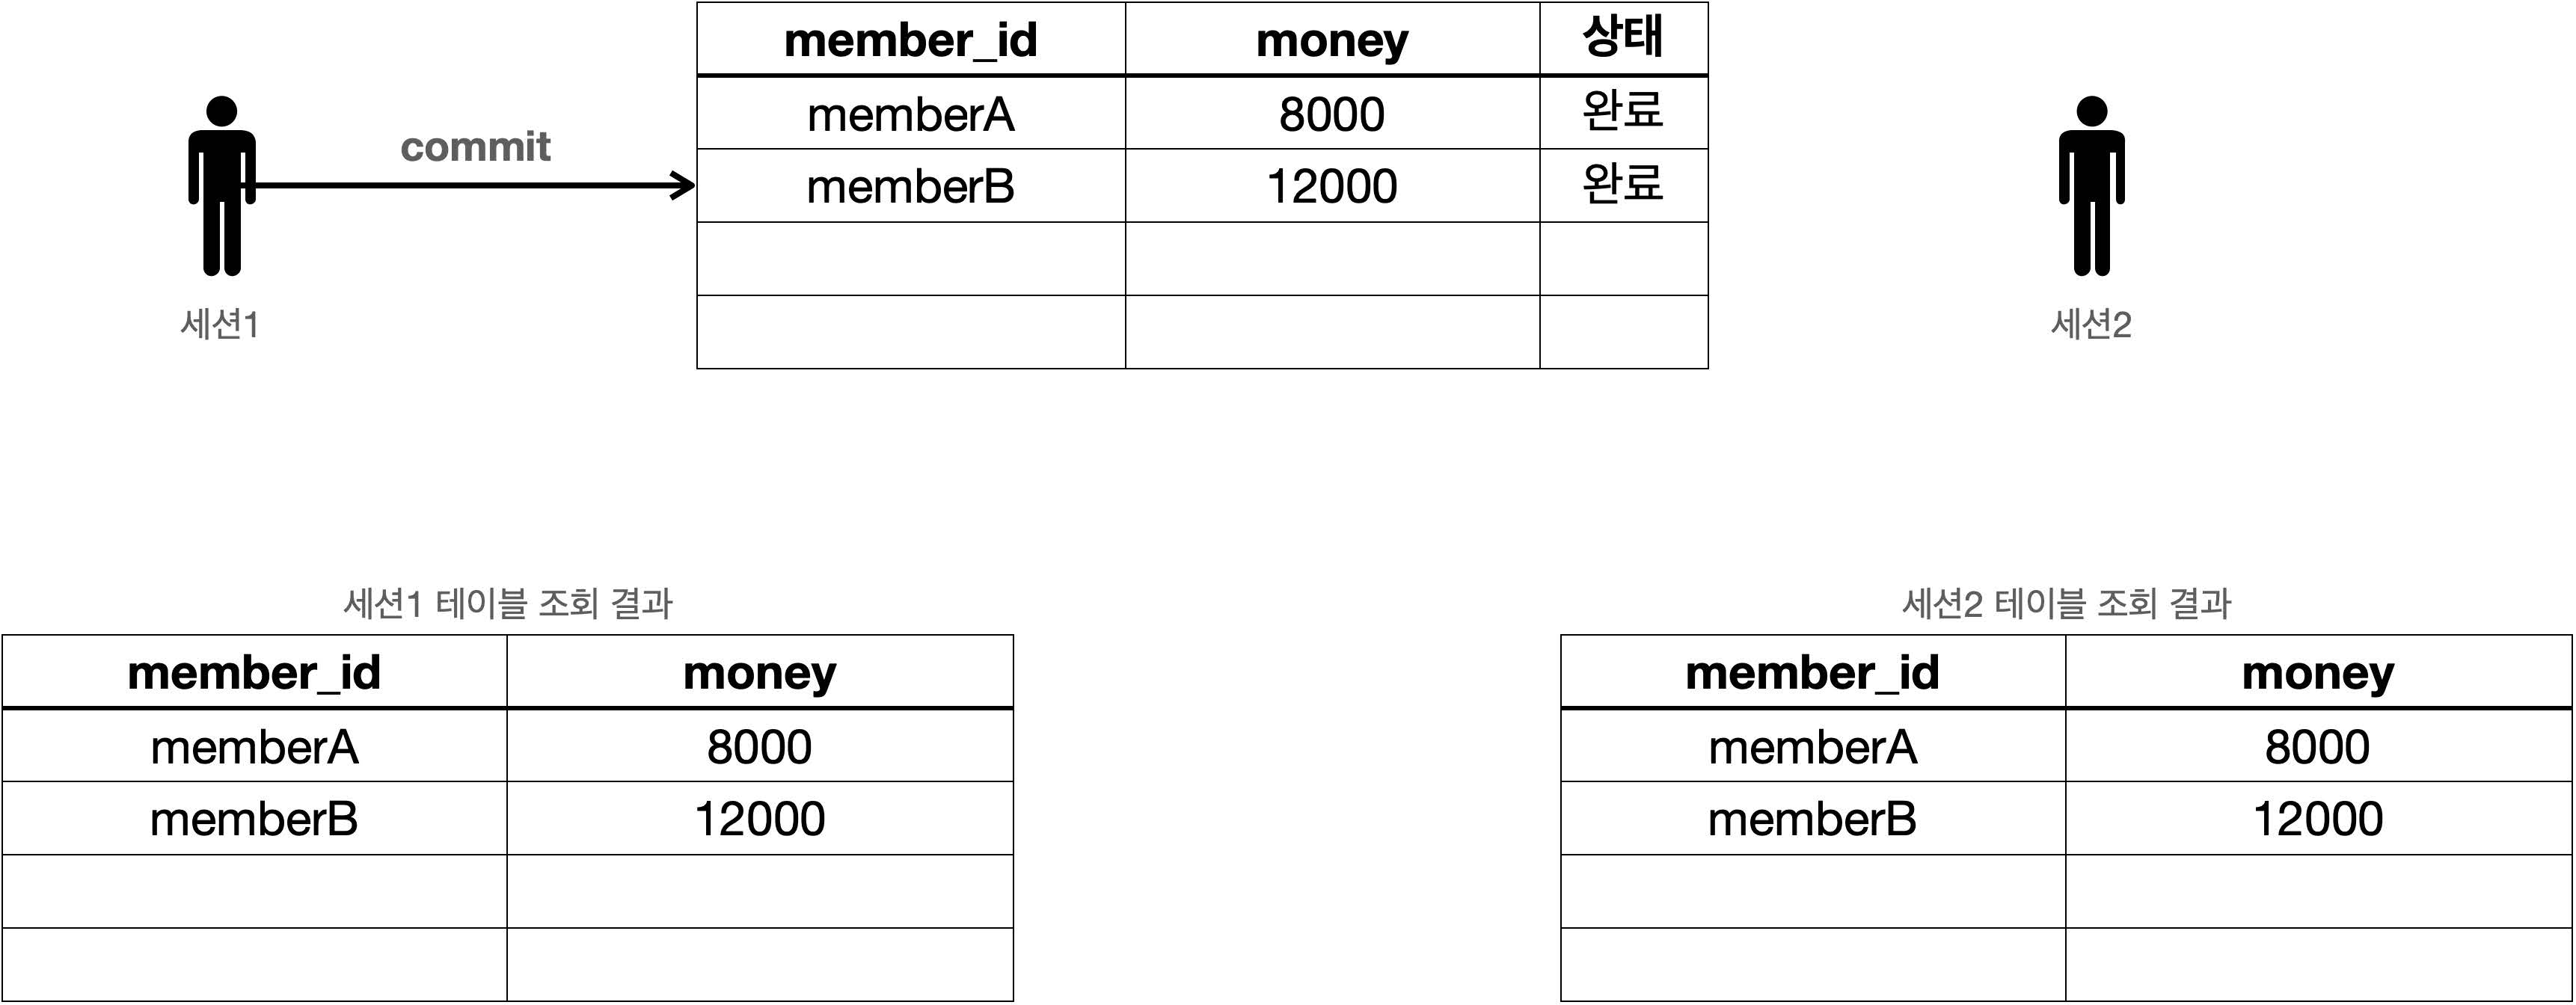 member_id money 상태
memberA 8000 완료
memberB 12000 완료
commit
세션1
세션2
세션1 테이블 조회 결과
member_id money
memberA 8000
memberB 12000
세션2 테이블 조회 결과
member_id money
memberA 8000
memberB 12000